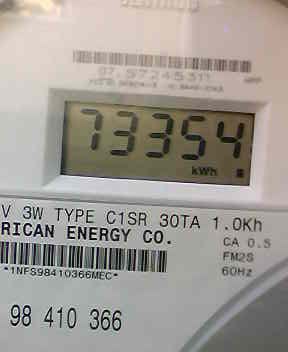 73354
kWh
V 3W TYPE C1SR 30TA 1.0Kh
RICAN ENERGY CO.
CA 0.5
FM2S
60Hz
*1NFS98410366MEC*
98 410 366